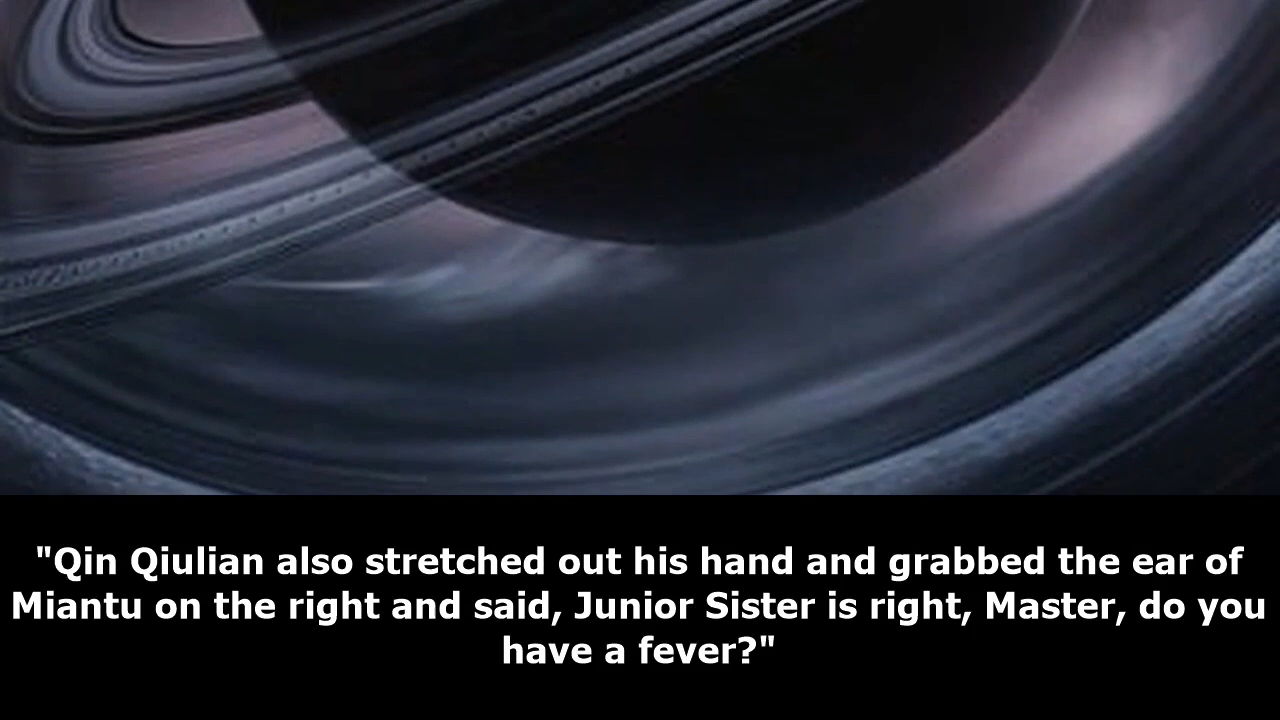 "Qin Qiulian also stretched out his hand and grabbed the ear of
Miantu on the right and said, Junior Sister is right, Master, do you
have a fever?"